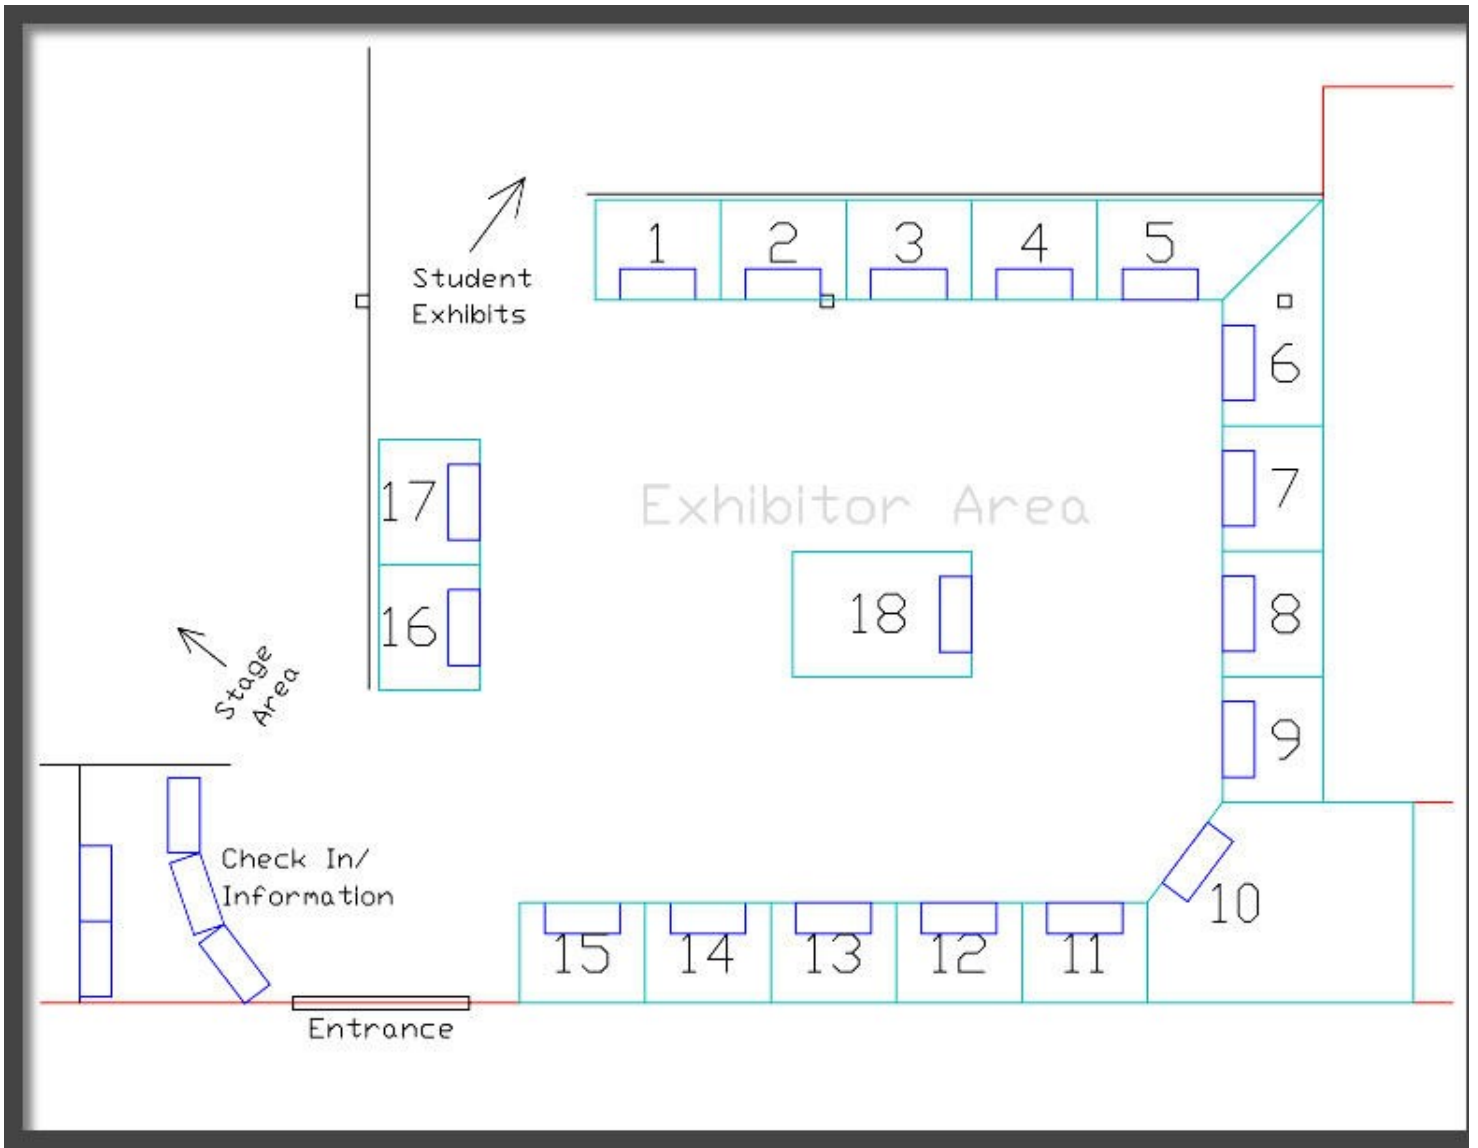 1 2 3 4 5
Student
Exhibits
6
17
Exhibitor Area
7
16
18
8
Stage
Area
9
Check In/
Information
10
15 14 13 12 11
Entrance